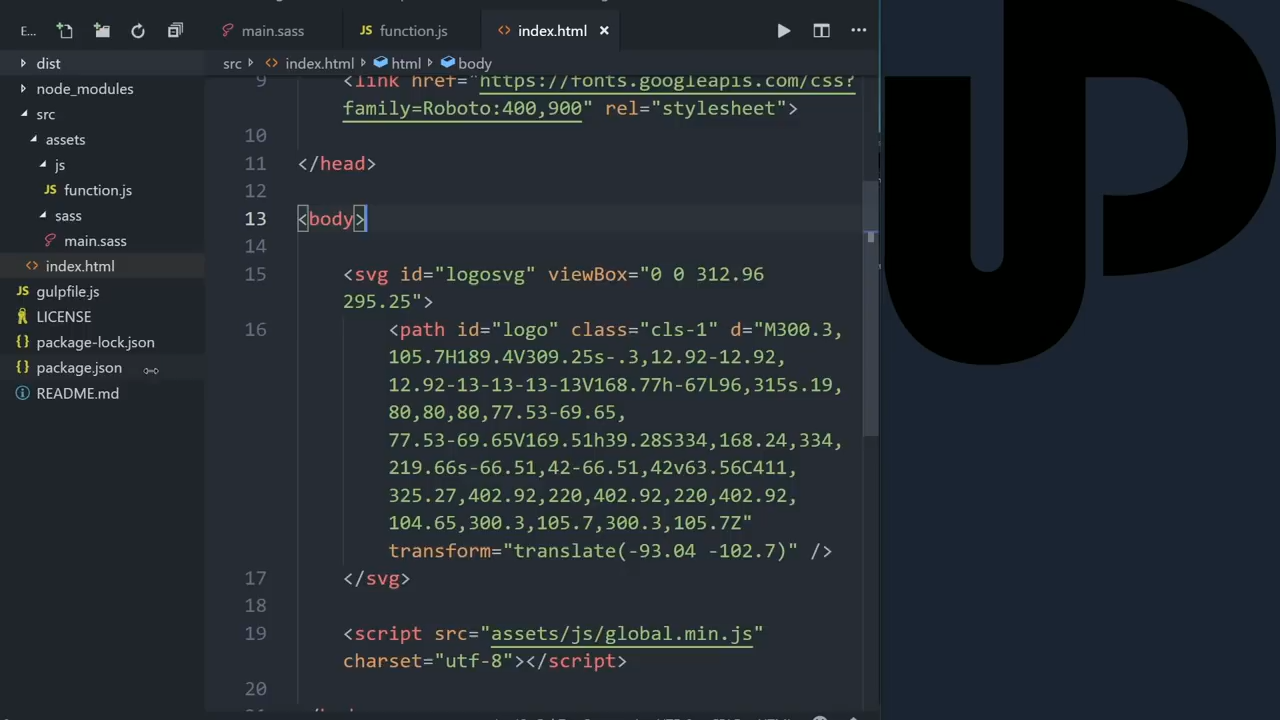 E...
main.sass
JS function.js
<> index.html ×
dist
node_modules
src
assets
js
JS function.js
sass
main.sass
<> index.html
JS gulpfile.js
LICENSE
{} package-lock.json
{} package.json
README.md
src <> index.html html body
9 <link href="https://fonts.googleapis.com/css?
family=Roboto:400,900" rel="stylesheet">
10
11 </head>
12
13 <body>
14
15 <svg id="logosvg" viewBox="0 0 312.96
295.25">
16 <path id="logo" class="cls-1" d="M300.3,
105.7H189.4V309.25s-.3,12.92-12.92,
12.92-13-13-13-13V168.77h-67L96,315s.19,
80,80,80,77.53-69.65,
77.53-69.65V169.51h39.28S334,168.24,334,
219.66s-66.51,42-66.51,42v63.56C411,
325.27,402.92,220,402.92,220,402.92,
104.65,300.3,105.7,300.3,105.7Z"
transform="translate(-93.04 -102.7)" />
17 </svg>
18
19 <script src="assets/js/global.min.js"
charset="utf-8"></script>
20